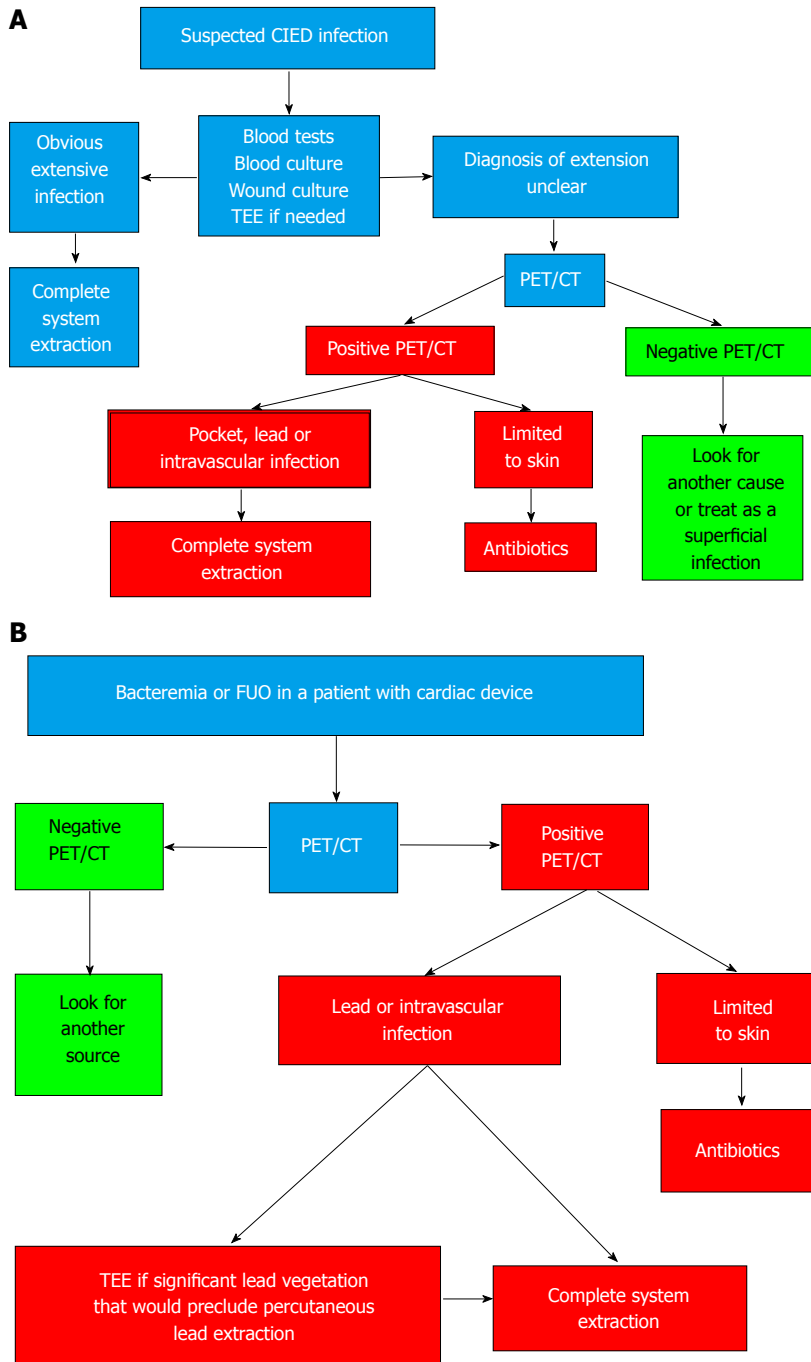 A
Suspected CIED infection
Obvious
extensive
infection
Blood tests
Blood culture
Wound culture
TEE if needed
Diagnosis of extension
unclear
Complete
system
extraction
PET/CT
Positive PET/CT
Negative PET/CT
Pocket, lead or
intravascular infection
Limited
to skin
Look for
another cause
or treat as a
superficial
infection
Complete system
extraction
Antibiotics
B
Bacteremia or FUO in a patient with cardiac device
Negative
PET/CT
PET/CT
Positive
PET/CT
Look for
another
source
Lead or intravascular
infection
Limited
to skin
Antibiotics
TEE if significant lead vegetation
that would preclude percutaneous
lead extraction
Complete system
extraction